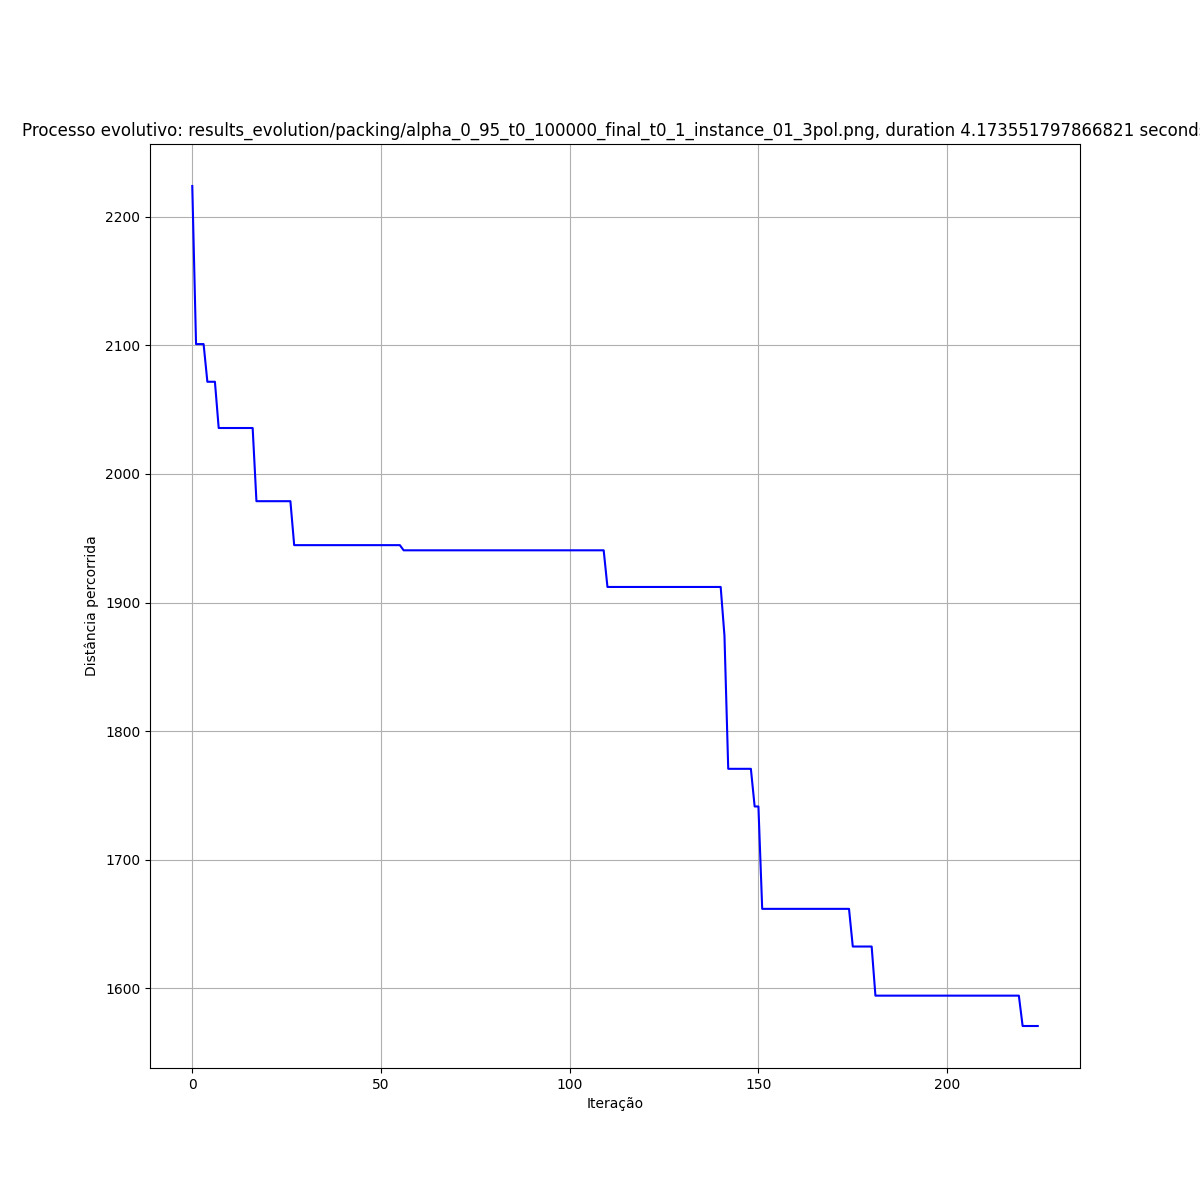 Processo evolutivo: results_evolution/packing/alpha_0_95_t0_100000_final_t0_1_instance_01_3pol.png, duration 4.173551797866821 seconds
2200
2100
2000
1900
1800
1700
1600
Distância percorrida
0 50 100 150 200
Iteração